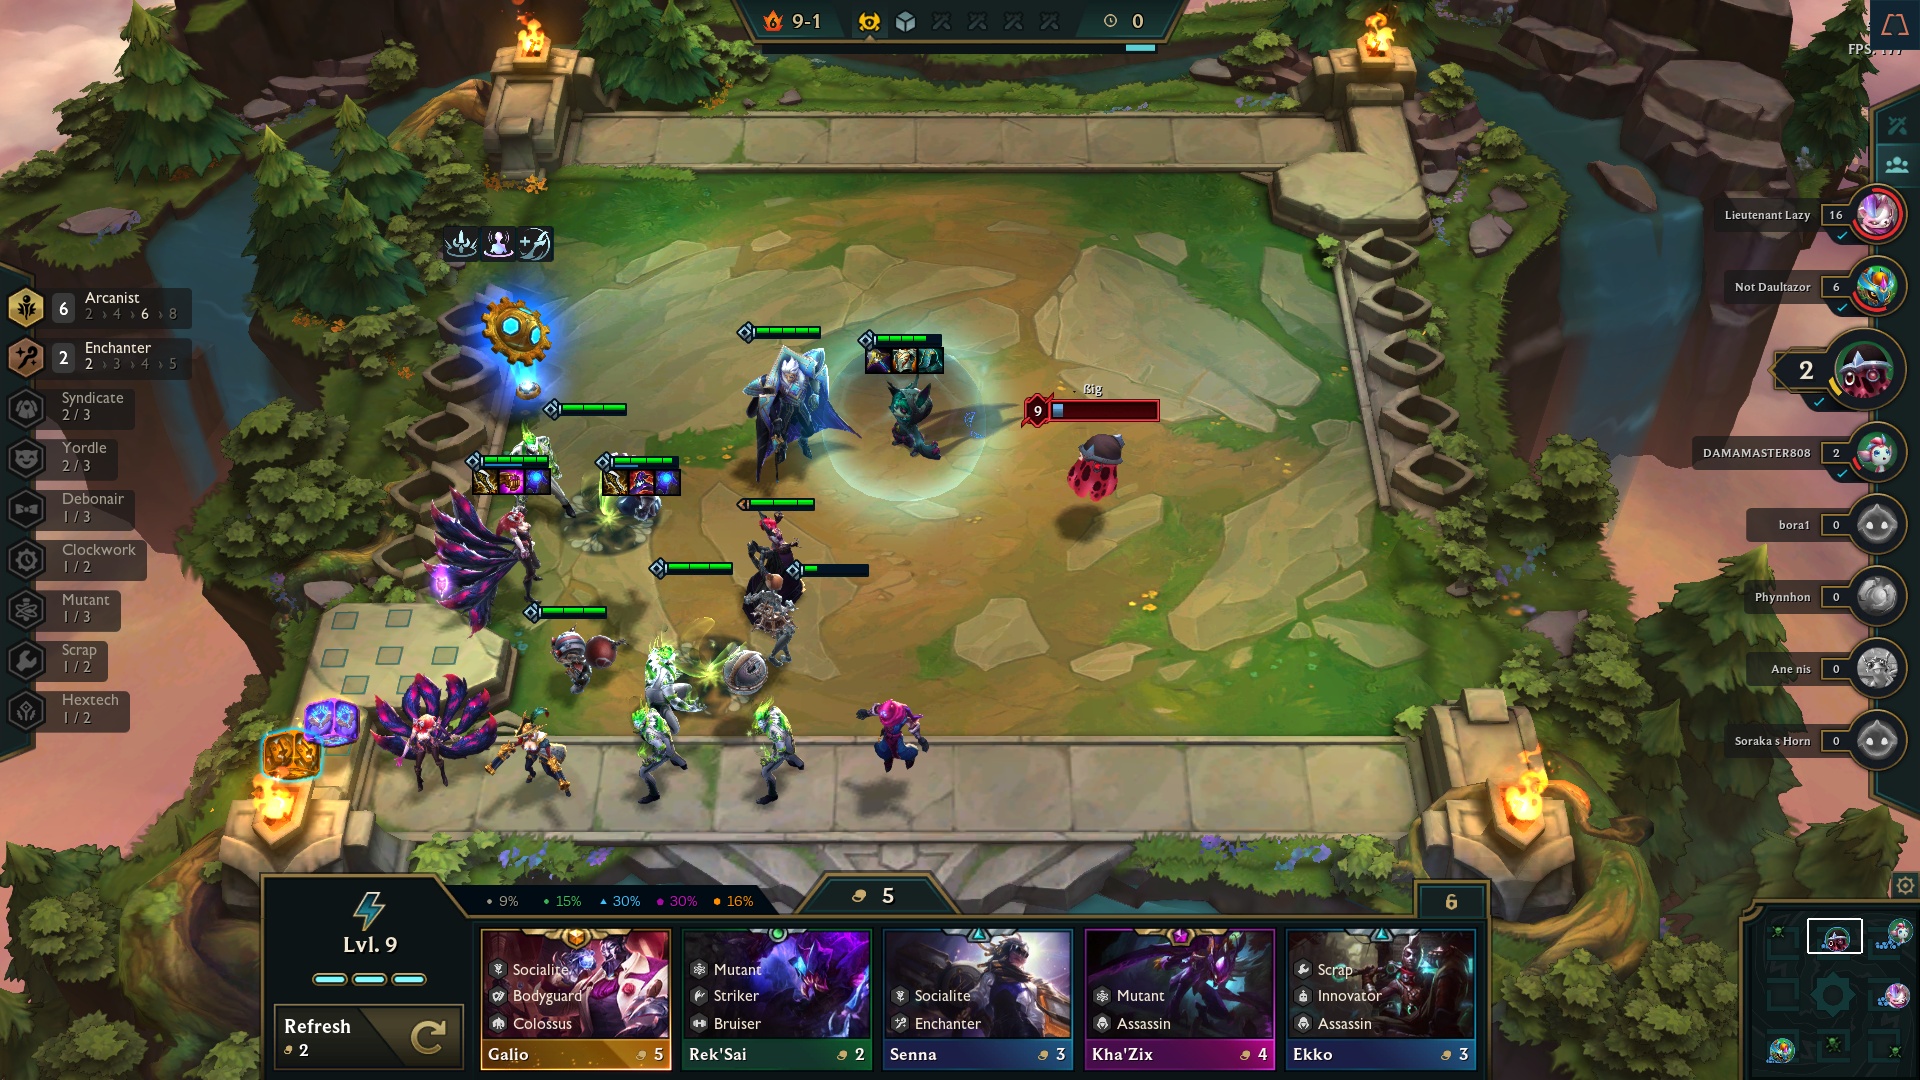 9-1
0
FPS: 177
Arcanist
6
2 › 4 › 6 › 8
Enchanter
2
2 › 3 › 4 › 5
Syndicate
2 / 3
Yordle
2 / 3
Debonair
1 / 3
Clockwork
1 / 2
Mutant
1 / 3
Scrap
1 / 2
Hextech
1 / 2
Big
9
Lieutenant Lazy 16
Not Daultazor 6
2
DAMAMASTER808 2
bora1 0
Phynnhon 0
Ane nis 0
Soraka s Horn 0
9% 15% 30% 30% 16%
5
6
Lvl. 9
Refresh
2
Socialite
Bodyguard
Colossus
Galio 5
Mutant
Striker
Bruiser
Rek'Sai 2
Socialite
Enchanter
Senna 3
Mutant
Assassin
Kha'Zix 4
Scrap
Innovator
Assassin
Ekko 3